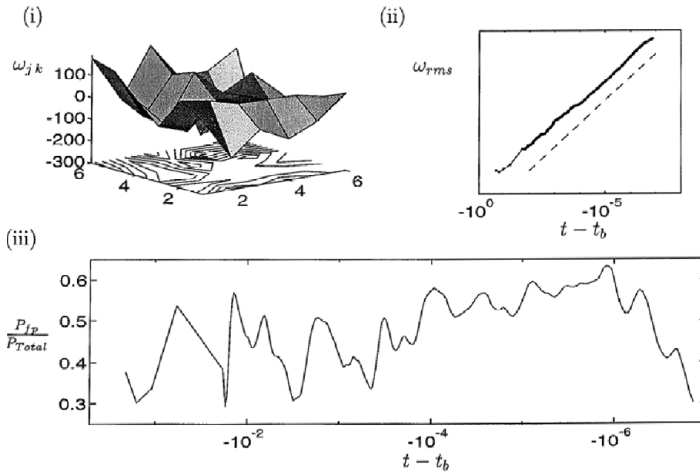 (i)
ω_{jk}
100
0
-100
-200
-300
6
4
2
2
4
6
(ii)
ω_{rms}
-10^0
-10^{-5}
t − t_b
(iii)
P_{fp}
P_{Total}
0.6
0.5
0.4
0.3
-10^{-2}
-10^{-4}
-10^{-6}
t − t_b